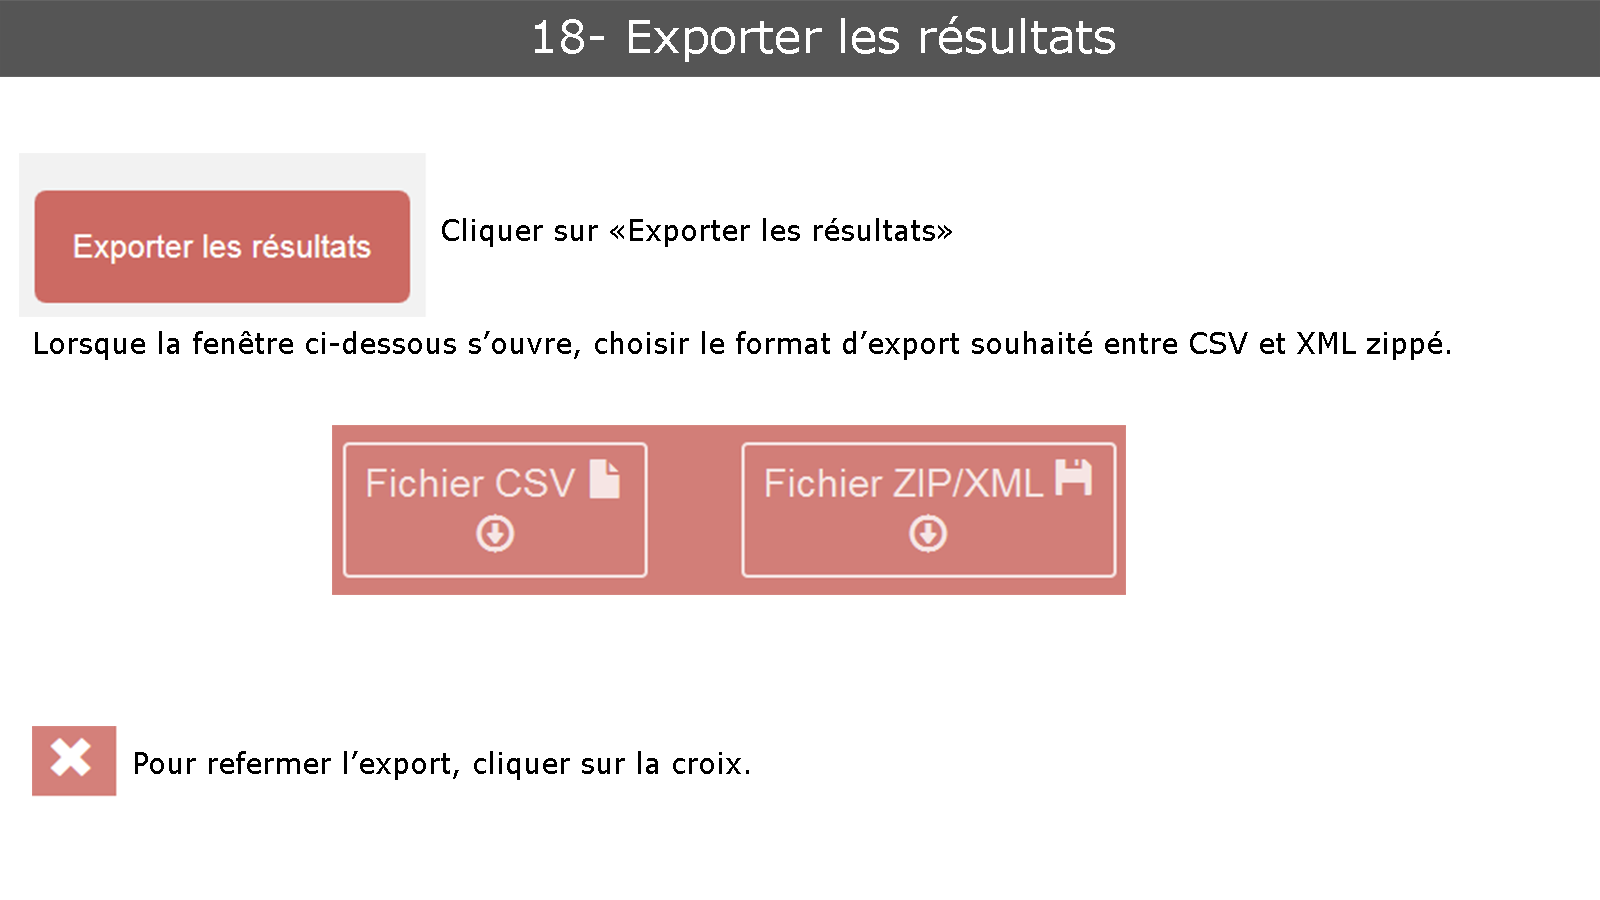 18- Exporter les résultats
Exporter les résultats
Cliquer sur «Exporter les résultats»
Lorsque la fenêtre ci-dessous s’ouvre, choisir le format d’export souhaité entre CSV et XML zippé.
Fichier CSV
Fichier ZIP/XML
Pour refermer l’export, cliquer sur la croix.